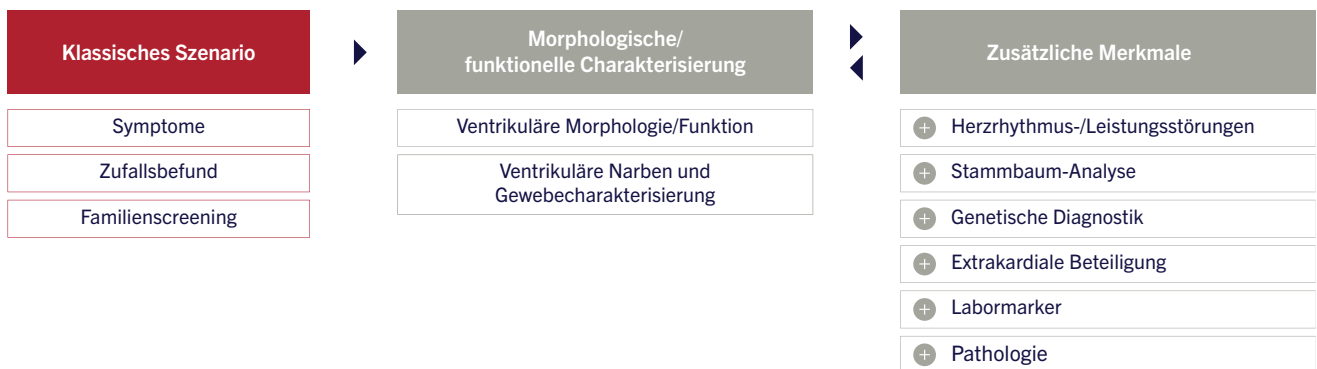 Klassisches Szenario
Morphologische/
funktionelle Charakterisierung
Zusätzliche Merkmale
Symptome
Zufallsbefund
Familienscreening
Ventrikuläre Morphologie/Funktion
Ventrikuläre Narben und
Gewebecharakterisierung
Herzrhythmus-/Leistungsstörungen
Stammbaum-Analyse
Genetische Diagnostik
Extrakardiale Beteiligung
Labormarker
Pathologie